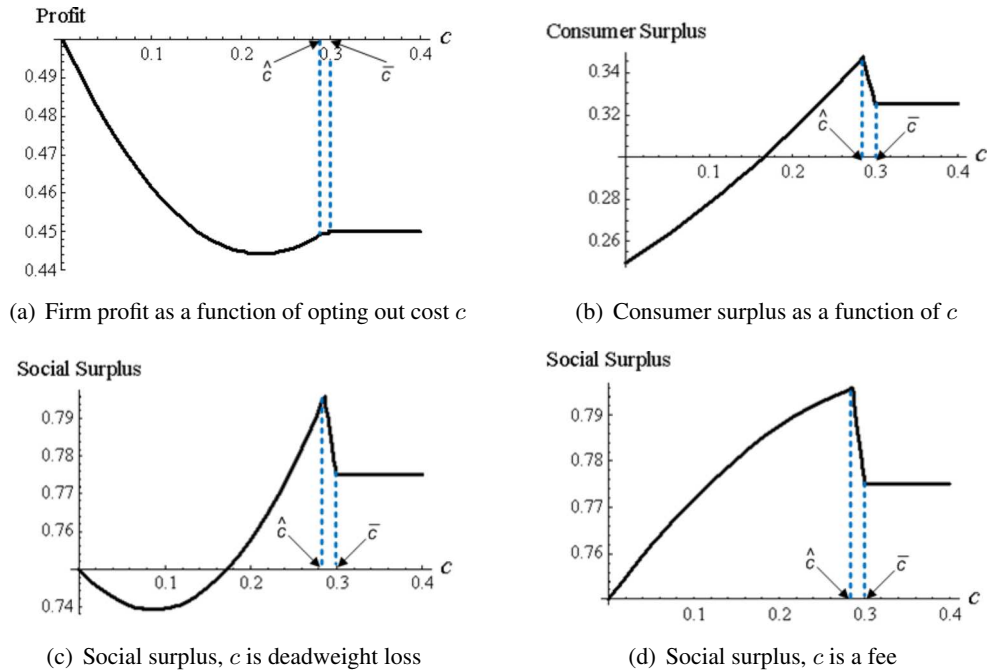 Profit
0.1 0.2 0.3 0.4 c
0.49
0.48
0.47
0.46
0.45
0.44
ĉ c̄
(a) Firm profit as a function of opting out cost c
Consumer Surplus
0.34
0.32
0.28
0.26
ĉ c̄
0.1 0.2 0.3 0.4 c
(b) Consumer surplus as a function of c
Social Surplus
0.79
0.78
0.77
0.76
0.74
ĉ c̄
0.1 0.2 0.3 0.4 c
(c) Social surplus, c is deadweight loss
Social Surplus
0.79
0.78
0.77
0.76
ĉ c̄
0.1 0.2 0.3 0.4 c
(d) Social surplus, c is a fee